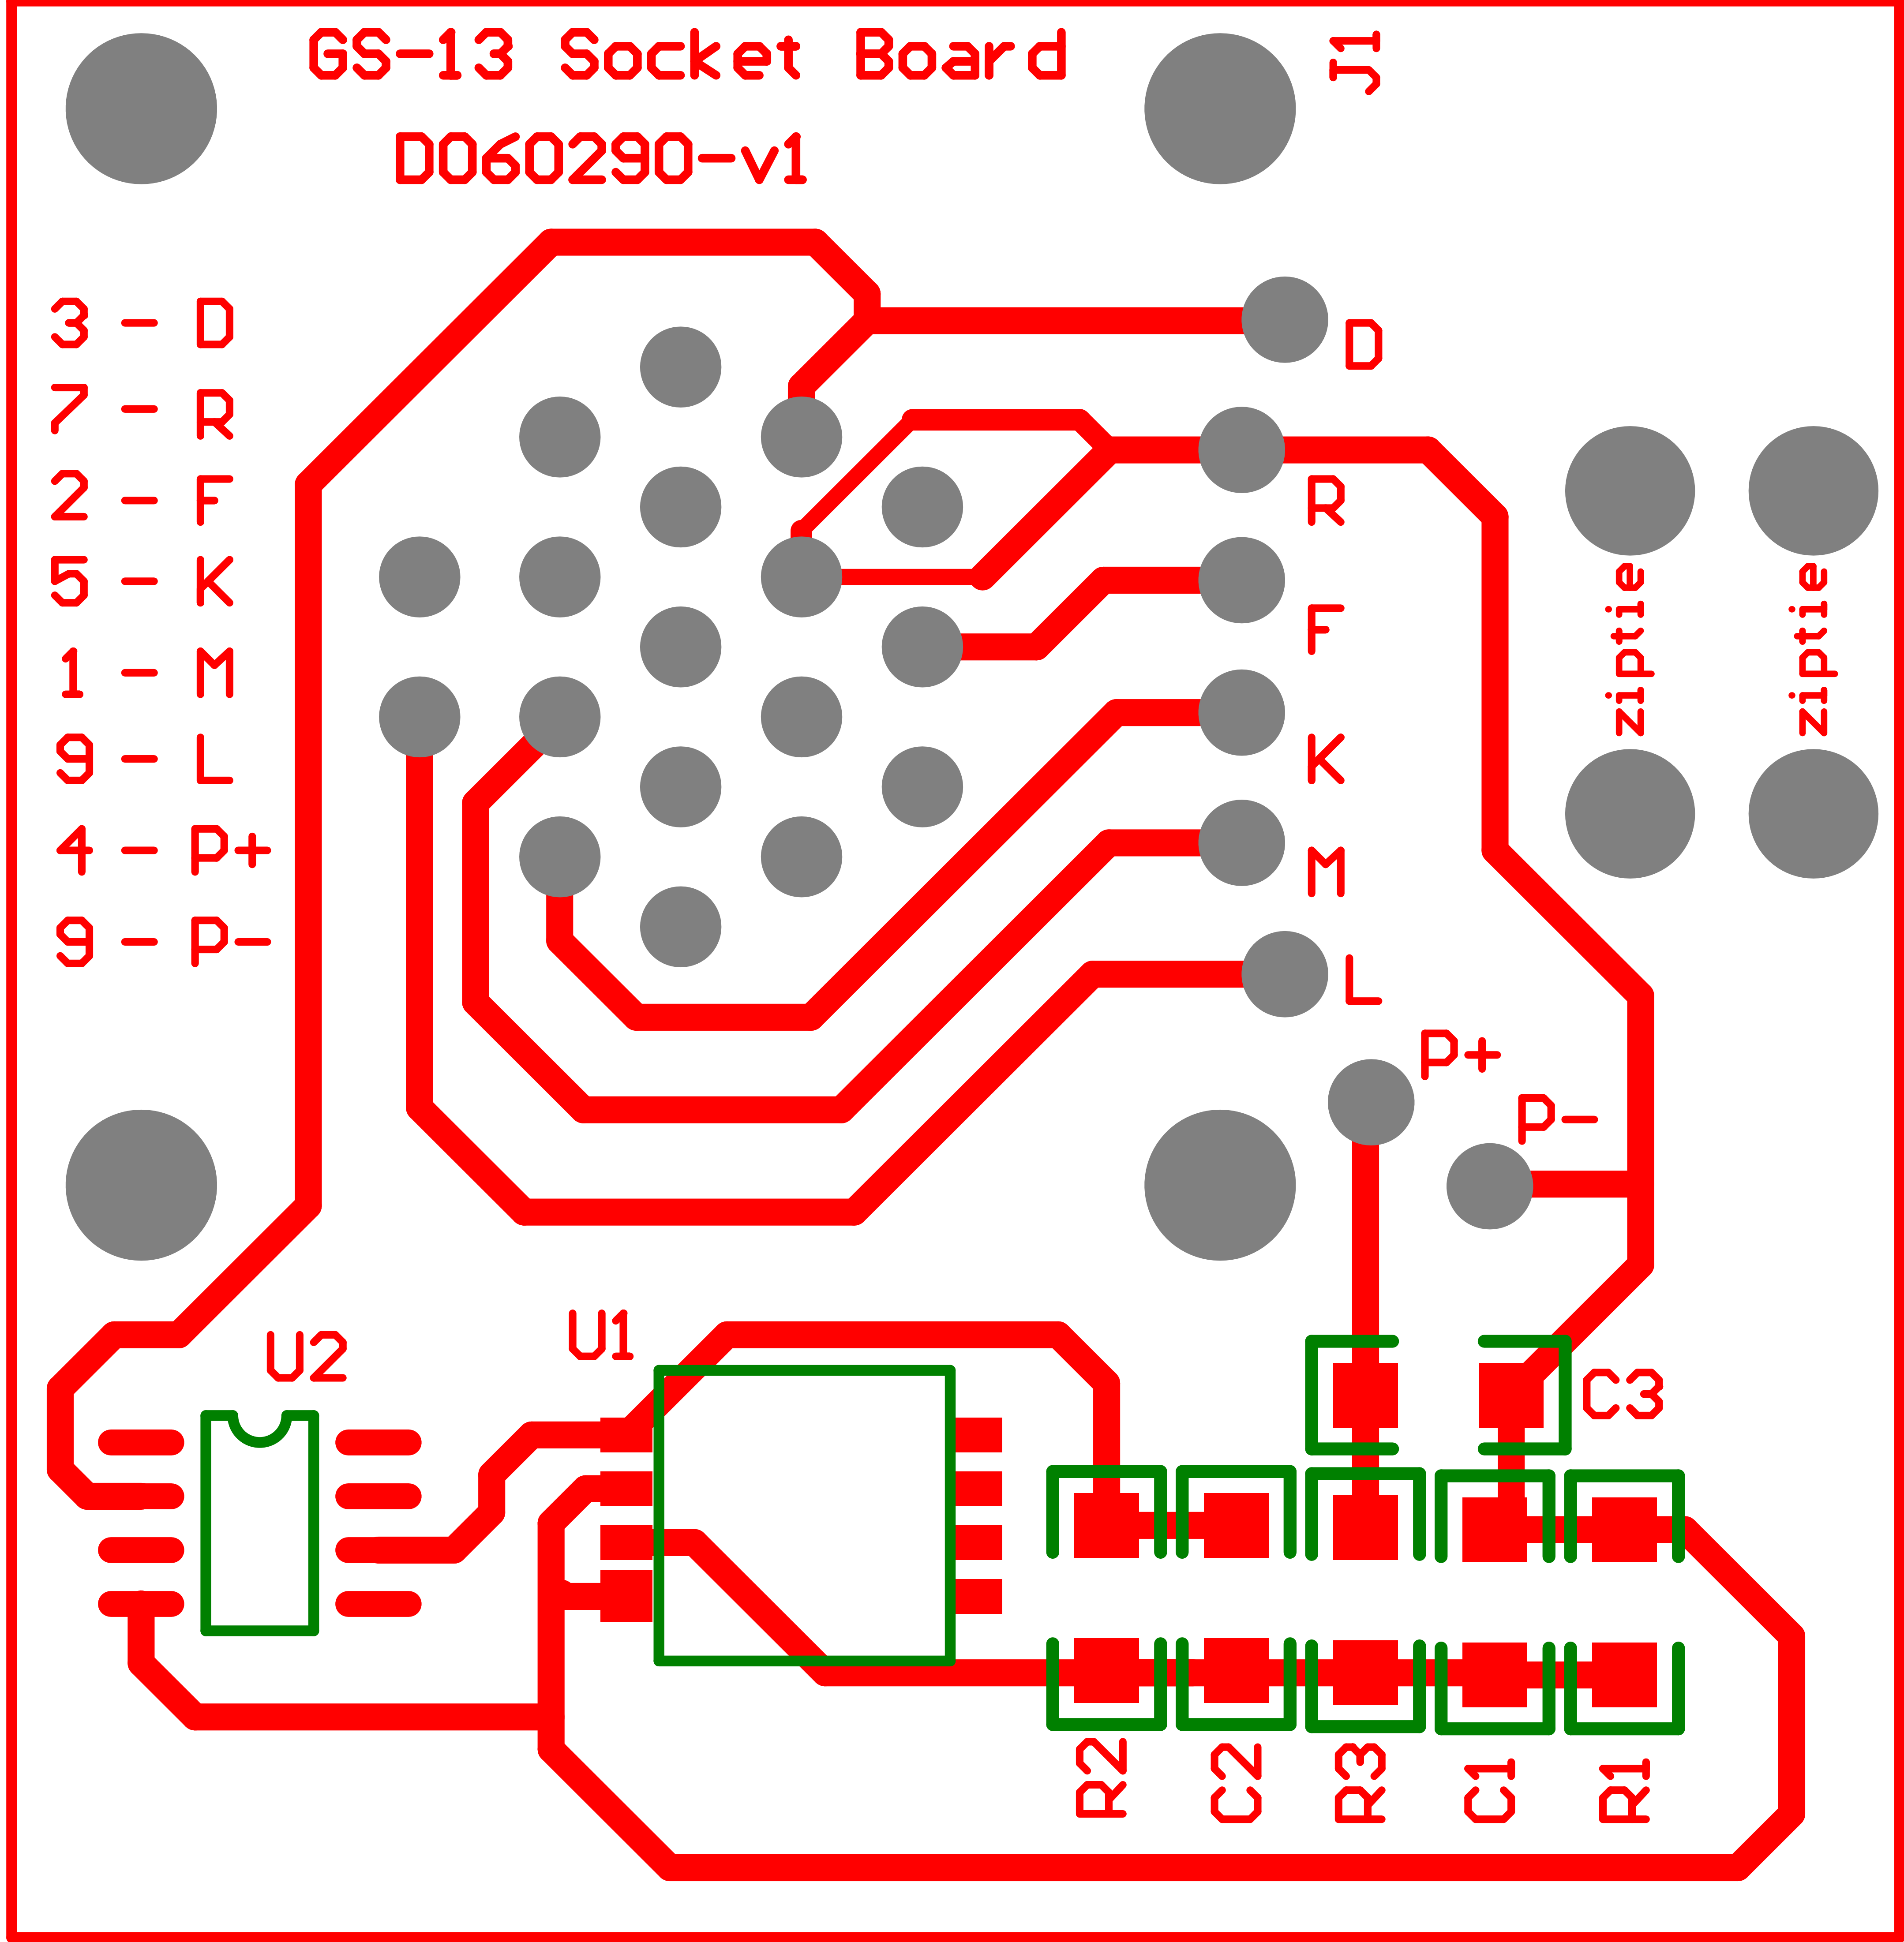 GS-13 Socket Board
J1
D060290-v1
3 - D
7 - R
2 - F
5 - K
1 - M
9 - L
4 - P+
9 - P-
D
R
F
K
M
L
P+
P-
ziptie
ziptie
U2
U1
C3
R2
C2
R3
C1
R1